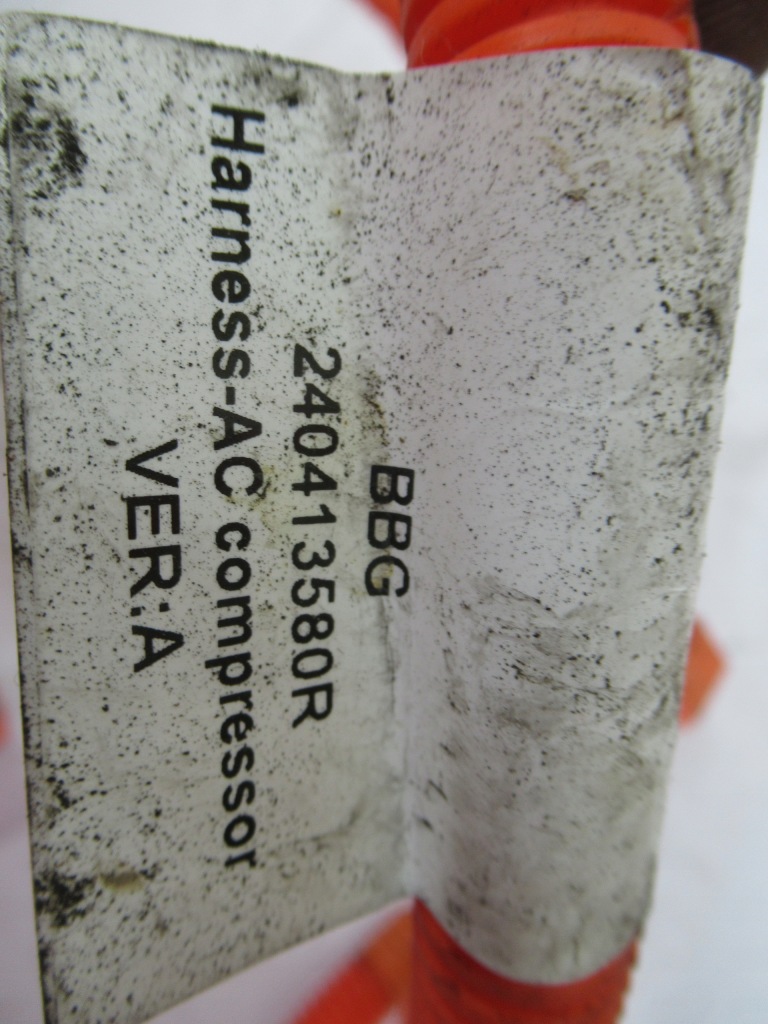 BBG
240413580R
Harness-AC compressor
VER:A